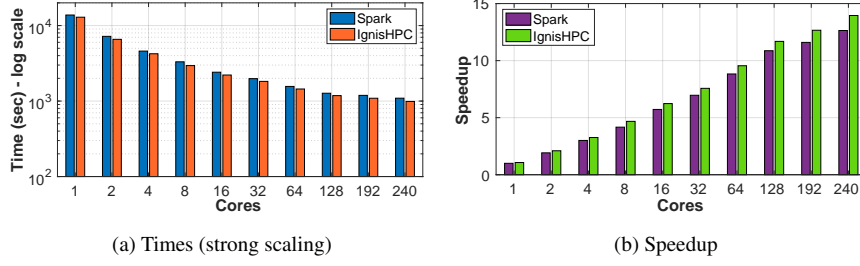 Time (sec) - log scale
10^4
10^3
10^2
Spark
IgnisHPC
1 2 4 8 16 32 64 128 192 240
Cores
(a) Times (strong scaling)
Speedup
15
10
5
0
Spark
IgnisHPC
1 2 4 8 16 32 64 128 192 240
Cores
(b) Speedup